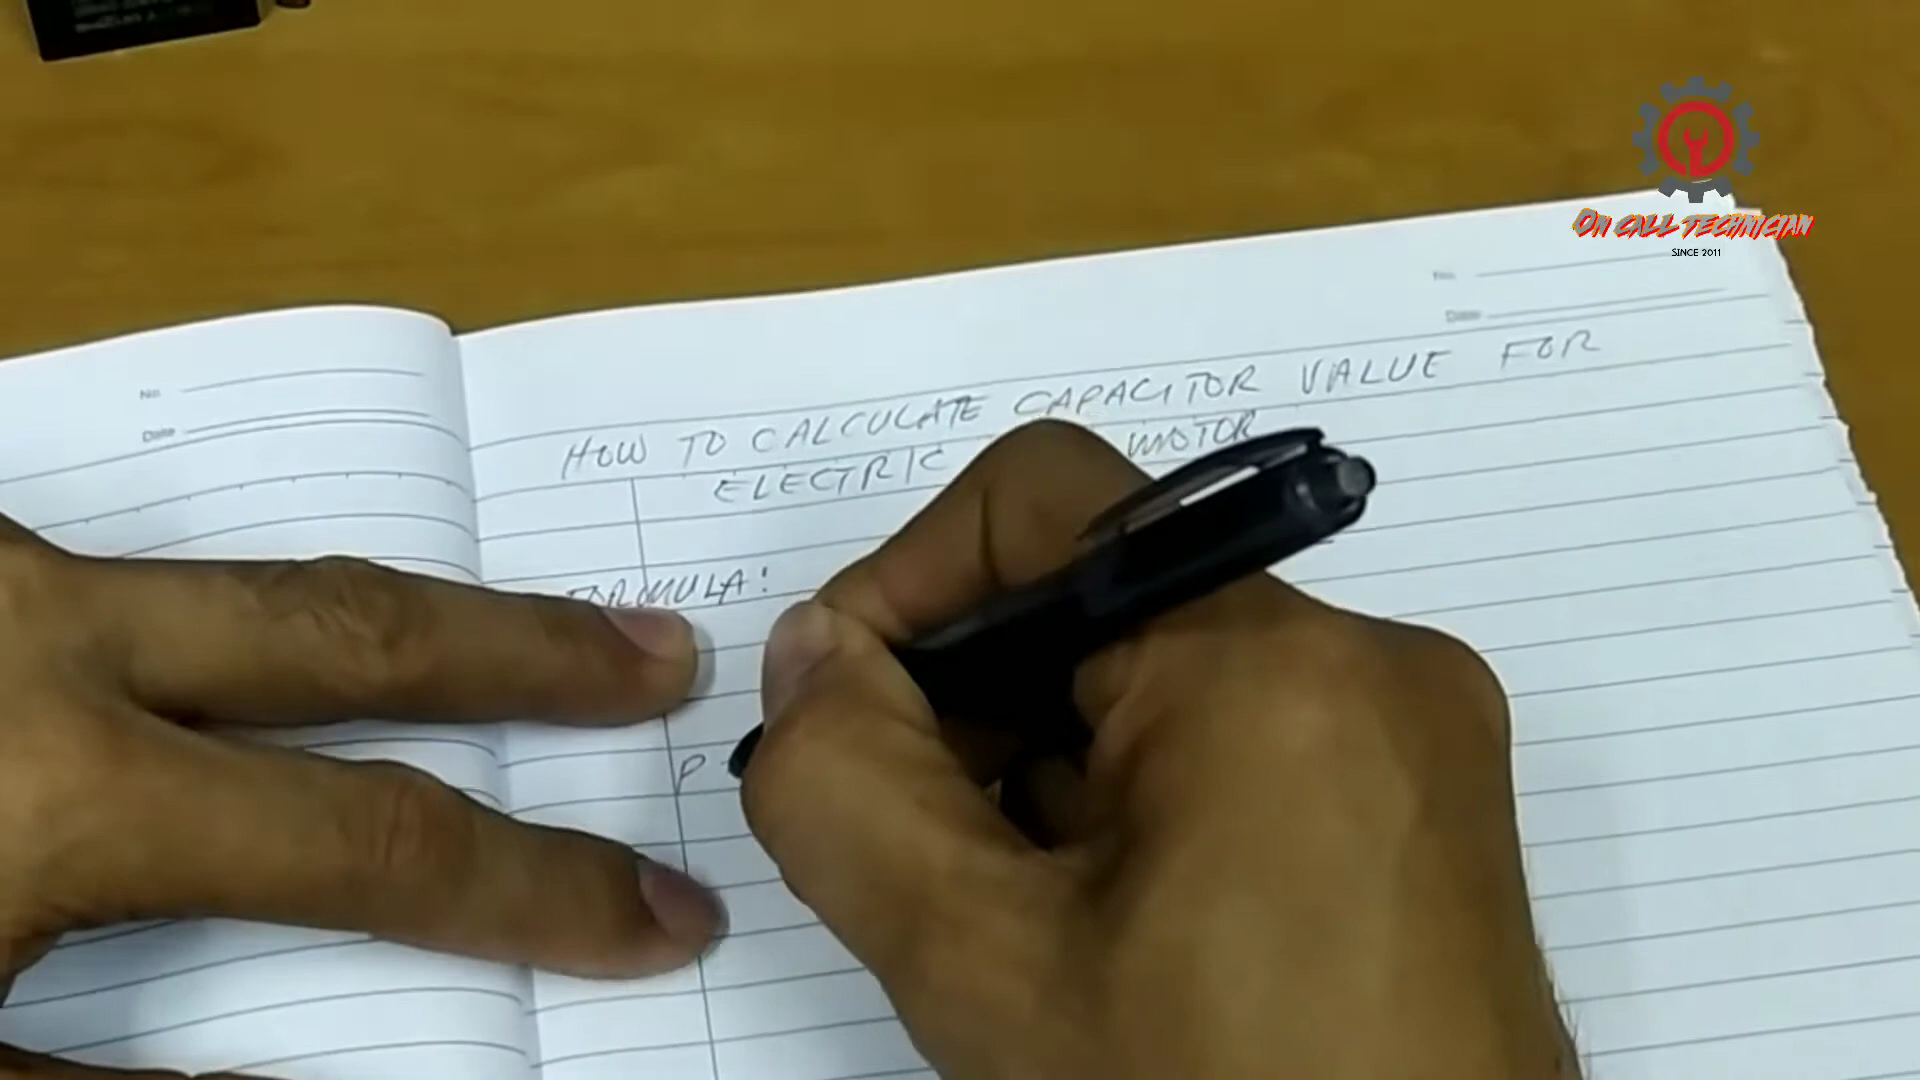 ON CALL TECHNICIAN
SINCE 2011
No.
Date
No.
Date
HOW TO CALCULATE CAPACITOR VALUE FOR
ELECTRIC MOTOR
FORMULA:
P